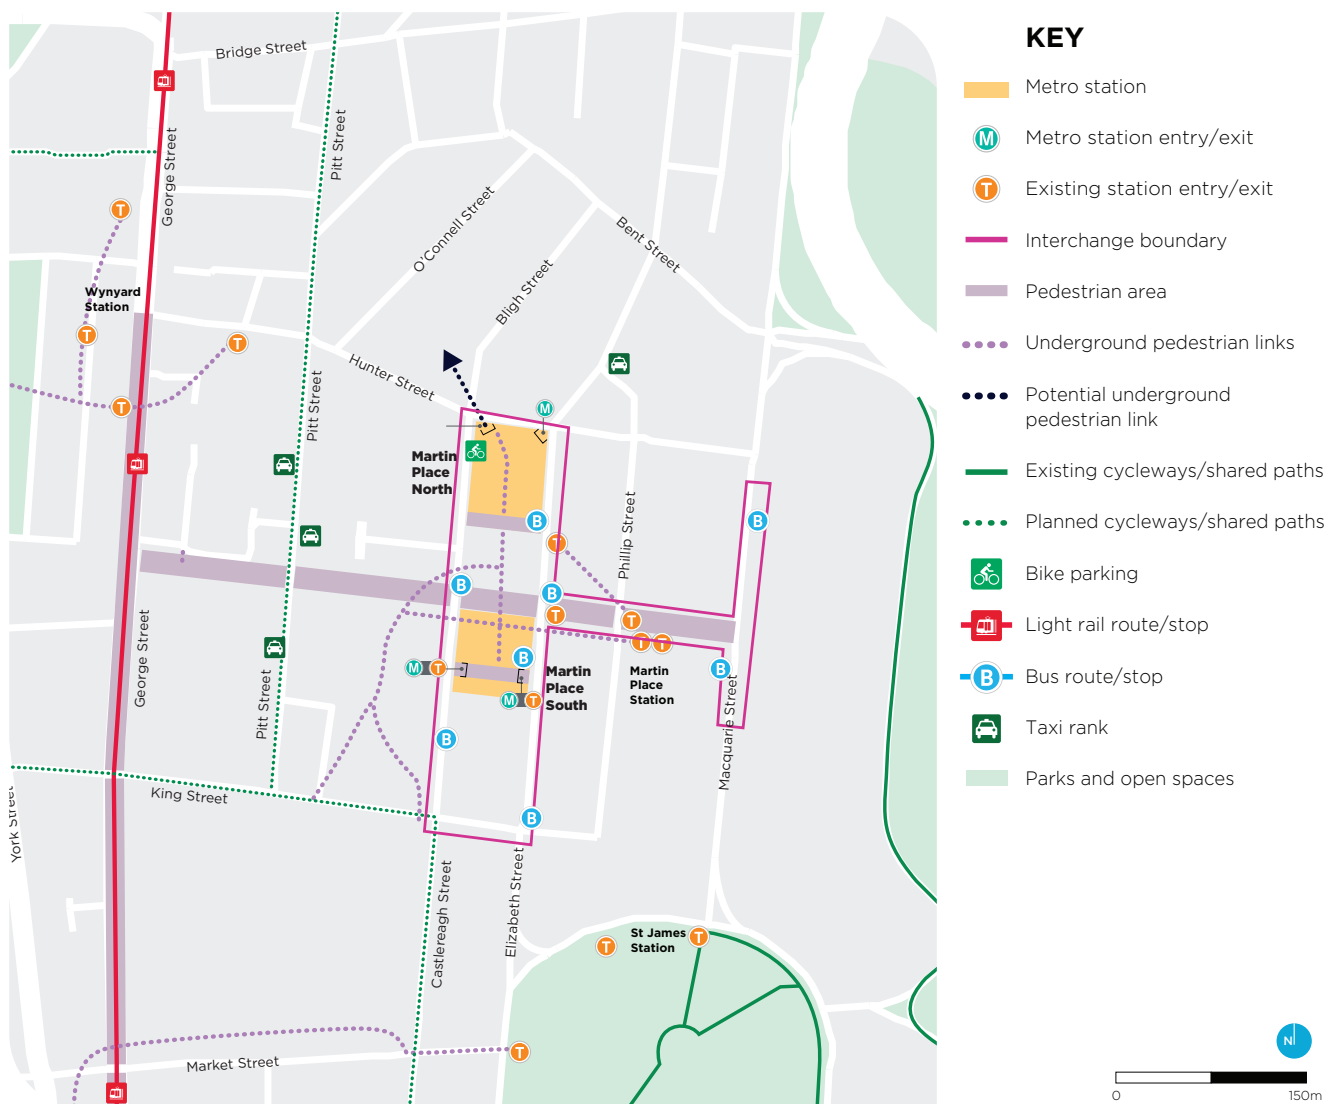 Bridge Street
George Street
Pitt Street
O'Connell Street
Bent Street
Bligh Street
Wynyard
Station
Hunter Street
Pitt Street
Martin
Place
North
Phillip Street
George Street
Pitt Street
Martin
Place
South
Martin
Place
Station
Macquarie Street
King Street
York Street
Castlereagh Street
Elizabeth Street
St James
Station
Market Street
M
M
M
T
T
T
T
T
T
T
T
T
T
T
T
T
T
B
B
B
B
B
B
B
B
KEY
Metro station
M Metro station entry/exit
T Existing station entry/exit
Interchange boundary
Pedestrian area
Underground pedestrian links
Potential underground
pedestrian link
Existing cycleways/shared paths
Planned cycleways/shared paths
Bike parking
Light rail route/stop
B Bus route/stop
Taxi rank
Parks and open spaces
N
0 150m